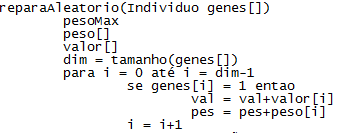 reparaAleatorio(Individuo genes[])
pesoMax
peso[]
valor[]
dim = tamanho(genes[])
para i = 0 até i = dim-1
se genes[i] = 1 entao
val = val+valor[i]
pes = pes+peso[i]
i = i+1